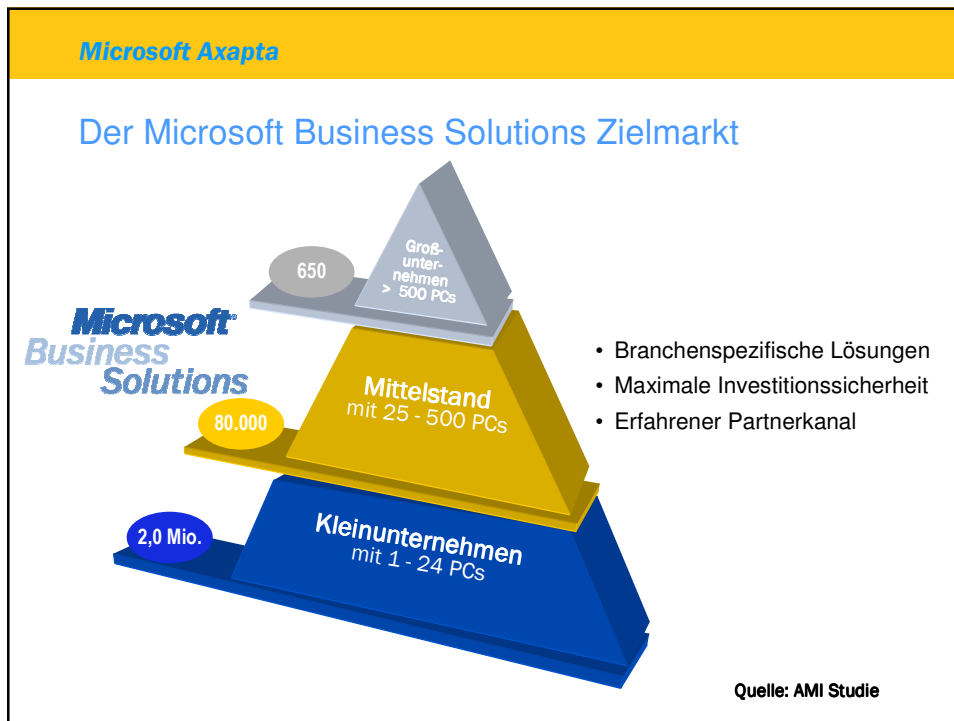 Microsoft Axapta
Der Microsoft Business Solutions Zielmarkt
650
Groß-
unter-
nehmen
> 500 PCs
Microsoft®
Business
Solutions
80.000
Mittelstand
mit 25 - 500 PCs
• Branchenspezifische Lösungen
• Maximale Investitionssicherheit
• Erfahrener Partnerkanal
2,0 Mio.
Kleinunternehmen
mit 1 - 24 PCs
Quelle: AMI Studie